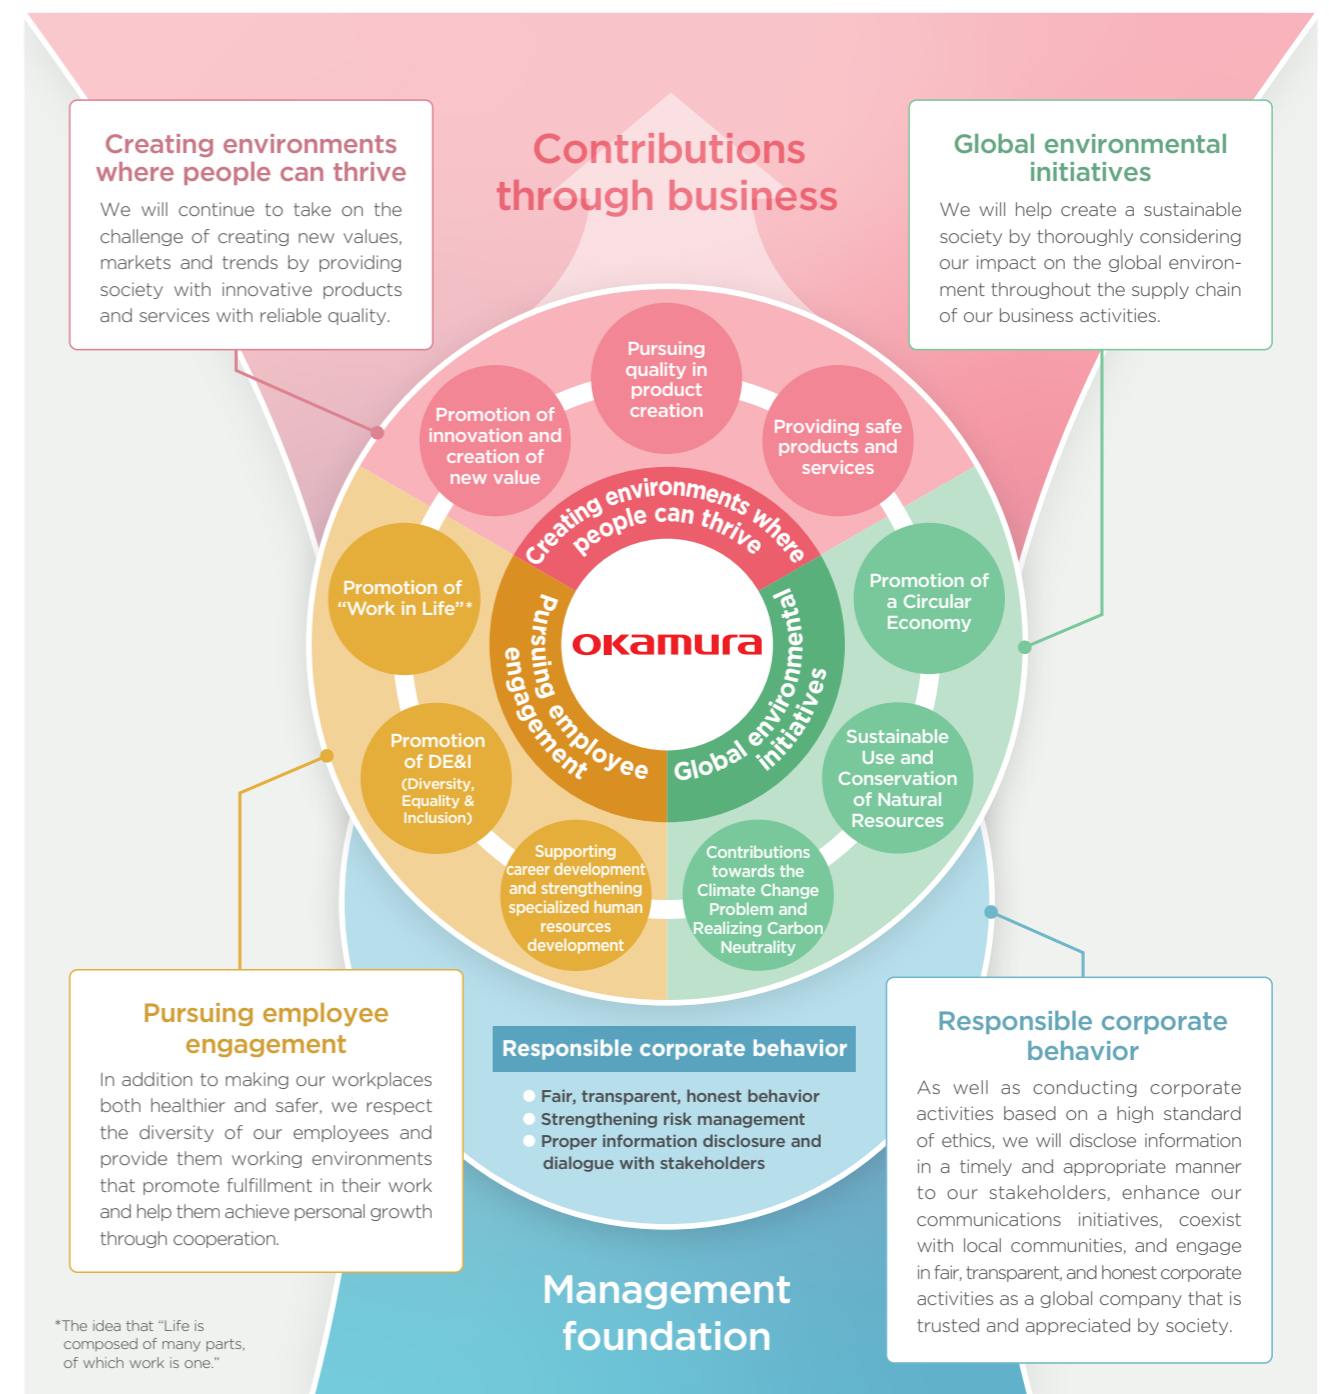 Contributions
through business
Creating environments
where people can thrive
We will continue to take on the
challenge of creating new values,
markets and trends by providing
society with innovative products
and services with reliable quality.
Global environmental
initiatives
We will help create a sustainable
society by thoroughly considering
our impact on the global environ-
ment throughout the supply chain
of our business activities.
Pursuing
quality in
product
creation
Promotion of
innovation and
creation of
new value
Providing safe
products and
services
Creating environments where
people can thrive
Promotion of
"Work in Life"*
Promotion of
a Circular
Economy
okamura
Pursuing employee
engagement
Global environmental
initiatives
Promotion
of DE&I
(Diversity,
Equality &
Inclusion)
Sustainable
Use and
Conservation
of Natural
Resources
Supporting
career development
and strengthening
specialized human
resources
development
Contributions
towards the
Climate Change
Problem and
Realizing Carbon
Neutrality
Pursuing employee
engagement
In addition to making our workplaces
both healthier and safer, we respect
the diversity of our employees and
provide them working environments
that promote fulfillment in their work
and help them achieve personal growth
through cooperation.
Responsible corporate behavior
Fair, transparent, honest behavior
Strengthening risk management
Proper information disclosure and
dialogue with stakeholders
Responsible corporate
behavior
As well as conducting corporate
activities based on a high standard
of ethics, we will disclose information
in a timely and appropriate manner
to our stakeholders, enhance our
communications initiatives, coexist
with local communities, and engage
in fair, transparent, and honest corporate
activities as a global company that is
trusted and appreciated by society.
Management
foundation
*The idea that "Life is
composed of many parts,
of which work is one."